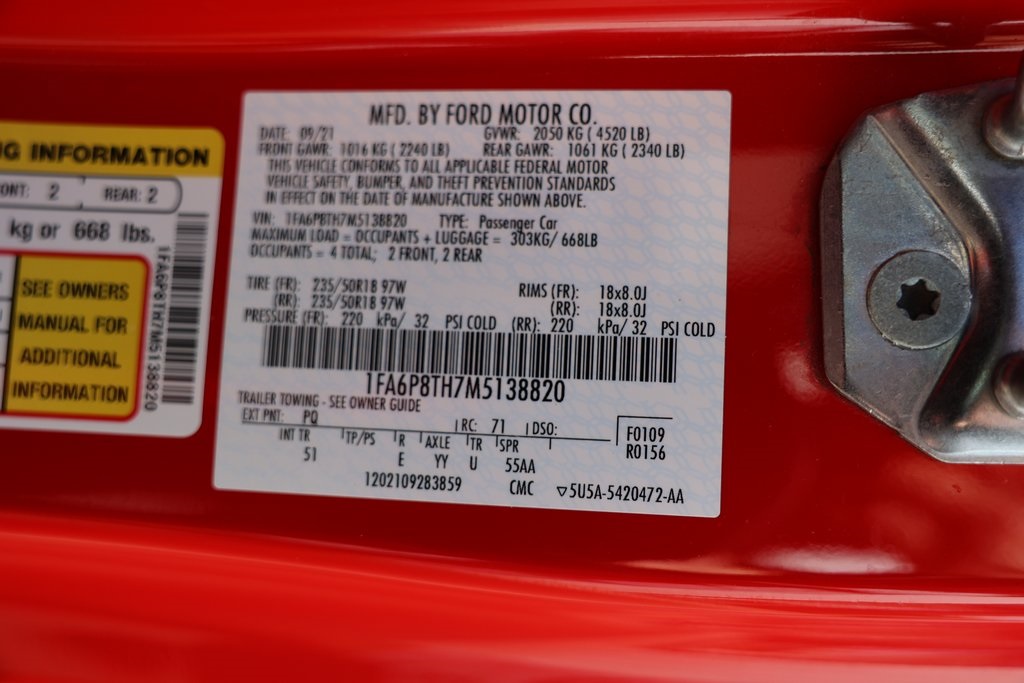 NG INFORMATION
ONT: 2 REAR: 2
kg or 668 lbs.
SEE OWNERS
MANUAL FOR
ADDITIONAL
INFORMATION
1FA6P8TW7M5138820
MFD. BY FORD MOTOR CO.
DATE: 09/21 GVWR: 2050 KG ( 4520 LB)
FRONT GAWR: 1016 KG ( 2240 LB) REAR GAWR: 1061 KG ( 2340 LB)
THIS VEHICLE CONFORMS TO ALL APPLICABLE FEDERAL MOTOR
VEHICLE SAFETY, BUMPER, AND THEFT PREVENTION STANDARDS
IN EFFECT ON THE DATE OF MANUFACTURE SHOWN ABOVE.
VIN: 1FA6P8TH7M5138820 TYPE: Passenger Car
MAXIMUM LOAD = OCCUPANTS + LUGGAGE = 303KG/ 668LB
OCCUPANTS = 4 TOTAL; 2 FRONT, 2 REAR
TIRE (FR): 235/50R18 97W RIMS (FR): 18x8.0J
(RR): 235/50R18 97W (RR): 18x8.0J
PRESSURE (FR): 220 kPa/ 32 PSI COLD (RR): 220 kPa/ 32 PSI COLD
1FA6P8TH7M5138820
TRAILER TOWING - SEE OWNER GUIDE
EXT PNT: PQ RC: 71 DSO: F0109
INT TR TP/PS R AXLE TR SPR R0156
51 E YY U 55AA
1202109283859 CMC ▽5U5A-5420472-AA